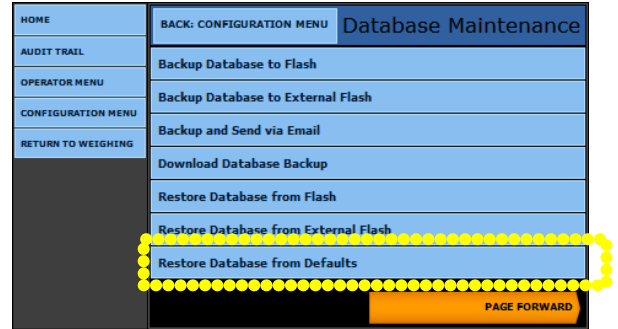 HOME
AUDIT TRAIL
OPERATOR MENU
CONFIGURATION MENU
RETURN TO WEIGHING
BACK: CONFIGURATION MENU
Database Maintenance
Backup Database to Flash
Backup Database to External Flash
Backup and Send via Email
Download Database Backup
Restore Database from Flash
Restore Database from External Flash
Restore Database from Defaults
PAGE FORWARD